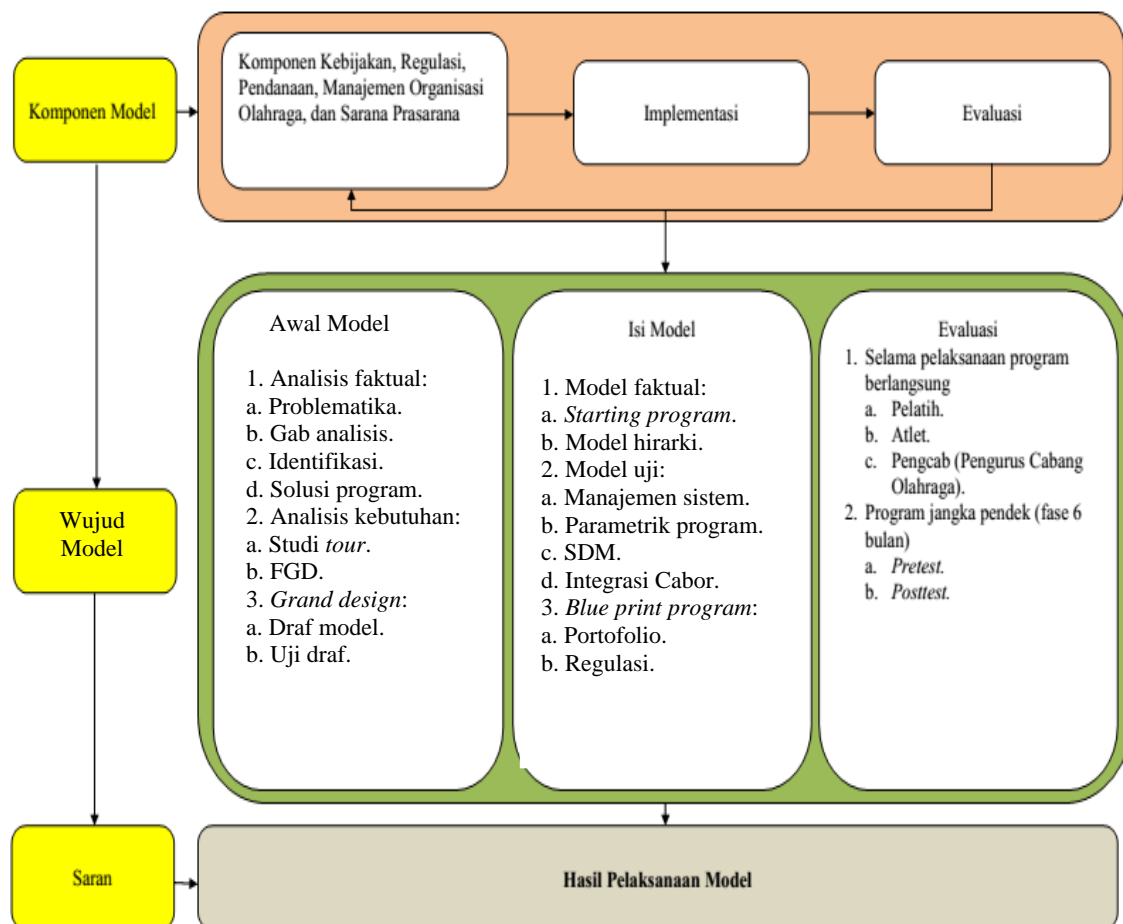 Komponen Model
Komponen Kebijakan, Regulasi,
Pendanaan, Manajemen Organisasi
Olahraga, dan Sarana Prasarana
Implementasi
Evaluasi
Wujud
Model
Awal Model
1. Analisis faktual:
a. Problematika.
b. Gab analisis.
c. Identifikasi.
d. Solusi program.
2. Analisis kebutuhan:
a. Studi tour.
b. FGD.
3. Grand design:
a. Draf model.
b. Uji draf.
Isi Model
1. Model faktual:
a. Starting program.
b. Model hirarki.
2. Model uji:
a. Manajemen sistem.
b. Parametrik program.
c. SDM.
d. Integrasi Cabor.
3. Blue print program:
a. Portofolio.
b. Regulasi.
Evaluasi
1. Selama pelaksanaan program
berlangsung
a. Pelatih.
b. Atlet.
c. Pengcab (Pengurus Cabang
Olahraga).
2. Program jangka pendek (fase 6
bulan)
a. Pretest.
b. Posttest.
Saran
Hasil Pelaksanaan Model